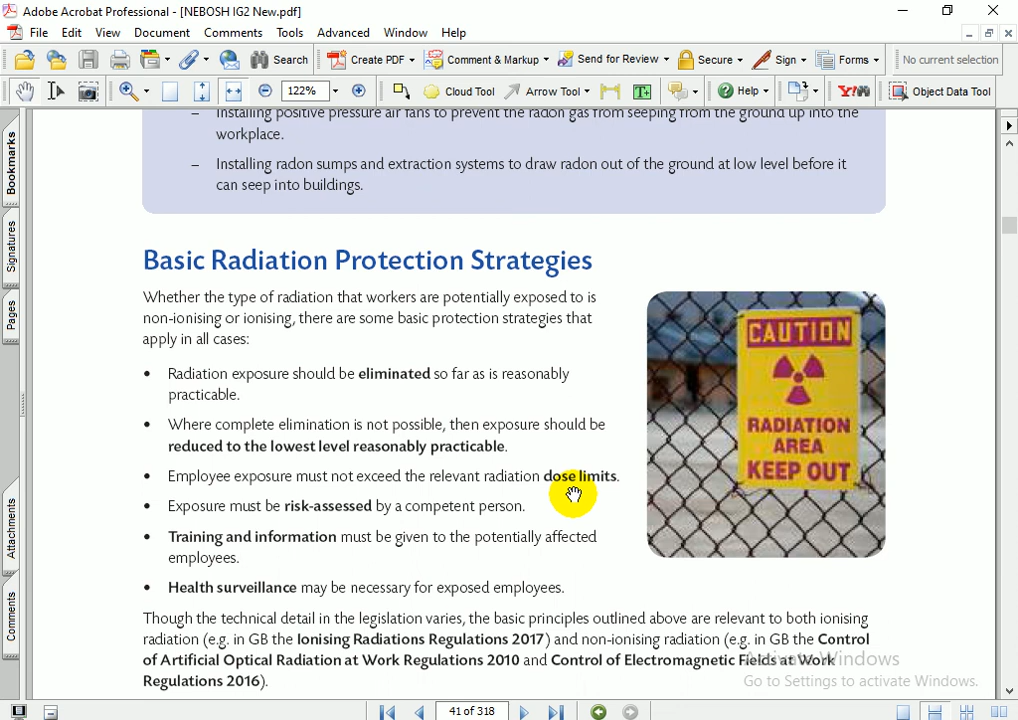 Adobe Acrobat Professional - [NEBOSH IG2 New.pdf]
File Edit View Document Comments Tools Advanced Window Help
Search Create PDF Comment & Markup Send for Review Secure Sign Forms No current selection
122% Cloud Tool Arrow Tool Help Y! Object Data Tool
Bookmarks
Signatures
Pages
Attachments
Comments
– Installing positive pressure air fans to prevent the radon gas from seeping from the ground up into the
workplace.
– Installing radon sumps and extraction systems to draw radon out of the ground at low level before it
can seep into buildings.
Basic Radiation Protection Strategies
Whether the type of radiation that workers are potentially exposed to is
non-ionising or ionising, there are some basic protection strategies that
apply in all cases:
• Radiation exposure should be eliminated so far as is reasonably
practicable.
• Where complete elimination is not possible, then exposure should be
reduced to the lowest level reasonably practicable.
• Employee exposure must not exceed the relevant radiation dose limits.
• Exposure must be risk-assessed by a competent person.
• Training and information must be given to the potentially affected
employees.
• Health surveillance may be necessary for exposed employees.
CAUTION
RADIATION
AREA
KEEP OUT
Though the technical detail in the legislation varies, the basic principles outlined above are relevant to both ionising
radiation (e.g. in GB the Ionising Radiations Regulations 2017) and non-ionising radiation (e.g. in GB the Control
of Artificial Optical Radiation at Work Regulations 2010 and Control of Electromagnetic Fields at Work
Regulations 2016).
Activate Windows
Go to Settings to activate Windows.
41 of 318